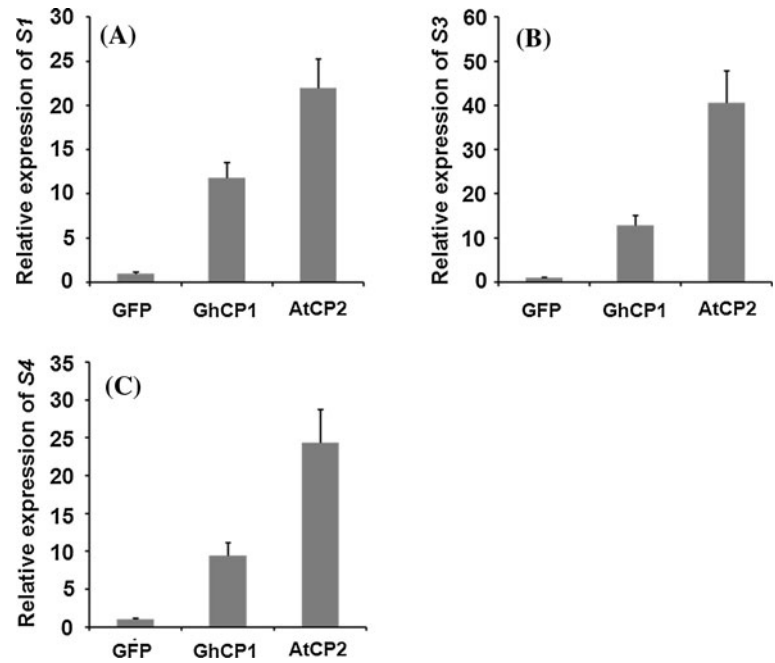 (A)
Relative expression of S1
30
25
20
15
10
5
0
GFP GhCP1 AtCP2
(B)
Relative expression of S3
60
50
40
30
20
10
0
GFP GhCP1 AtCP2
(C)
Relative expression of S4
35
30
25
20
15
10
5
0
GFP GhCP1 AtCP2